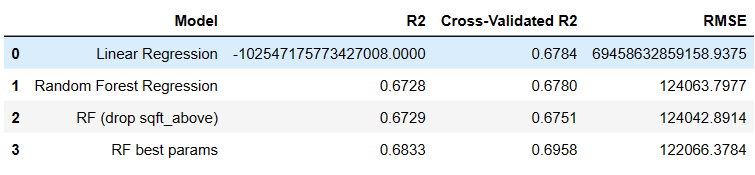 Model R2 Cross-Validated R2 RMSE
0 Linear Regression -102547175773427008.0000 0.6784 69458632859158.9375
1 Random Forest Regression 0.6728 0.6780 124063.7977
2 RF (drop sqft_above) 0.6729 0.6751 124042.8914
3 RF best params 0.6833 0.6958 122066.3784